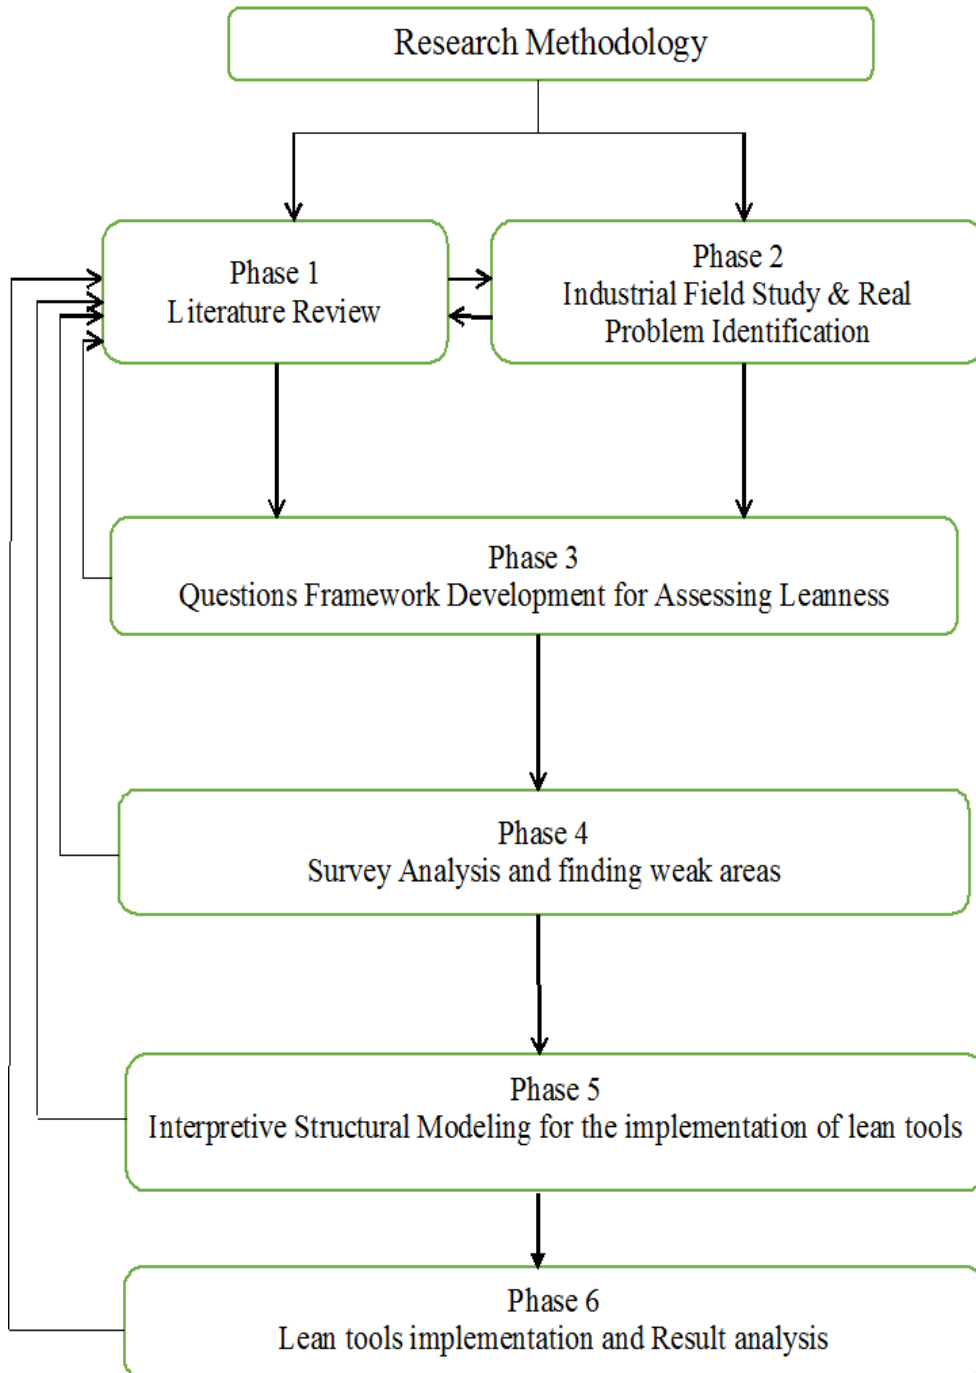 Research Methodology
Phase 1
Literature Review
Phase 2
Industrial Field Study & Real
Problem Identification
Phase 3
Questions Framework Development for Assessing Leanness
Phase 4
Survey Analysis and finding weak areas
Phase 5
Interpretive Structural Modeling for the implementation of lean tools
Phase 6
Lean tools implementation and Result analysis